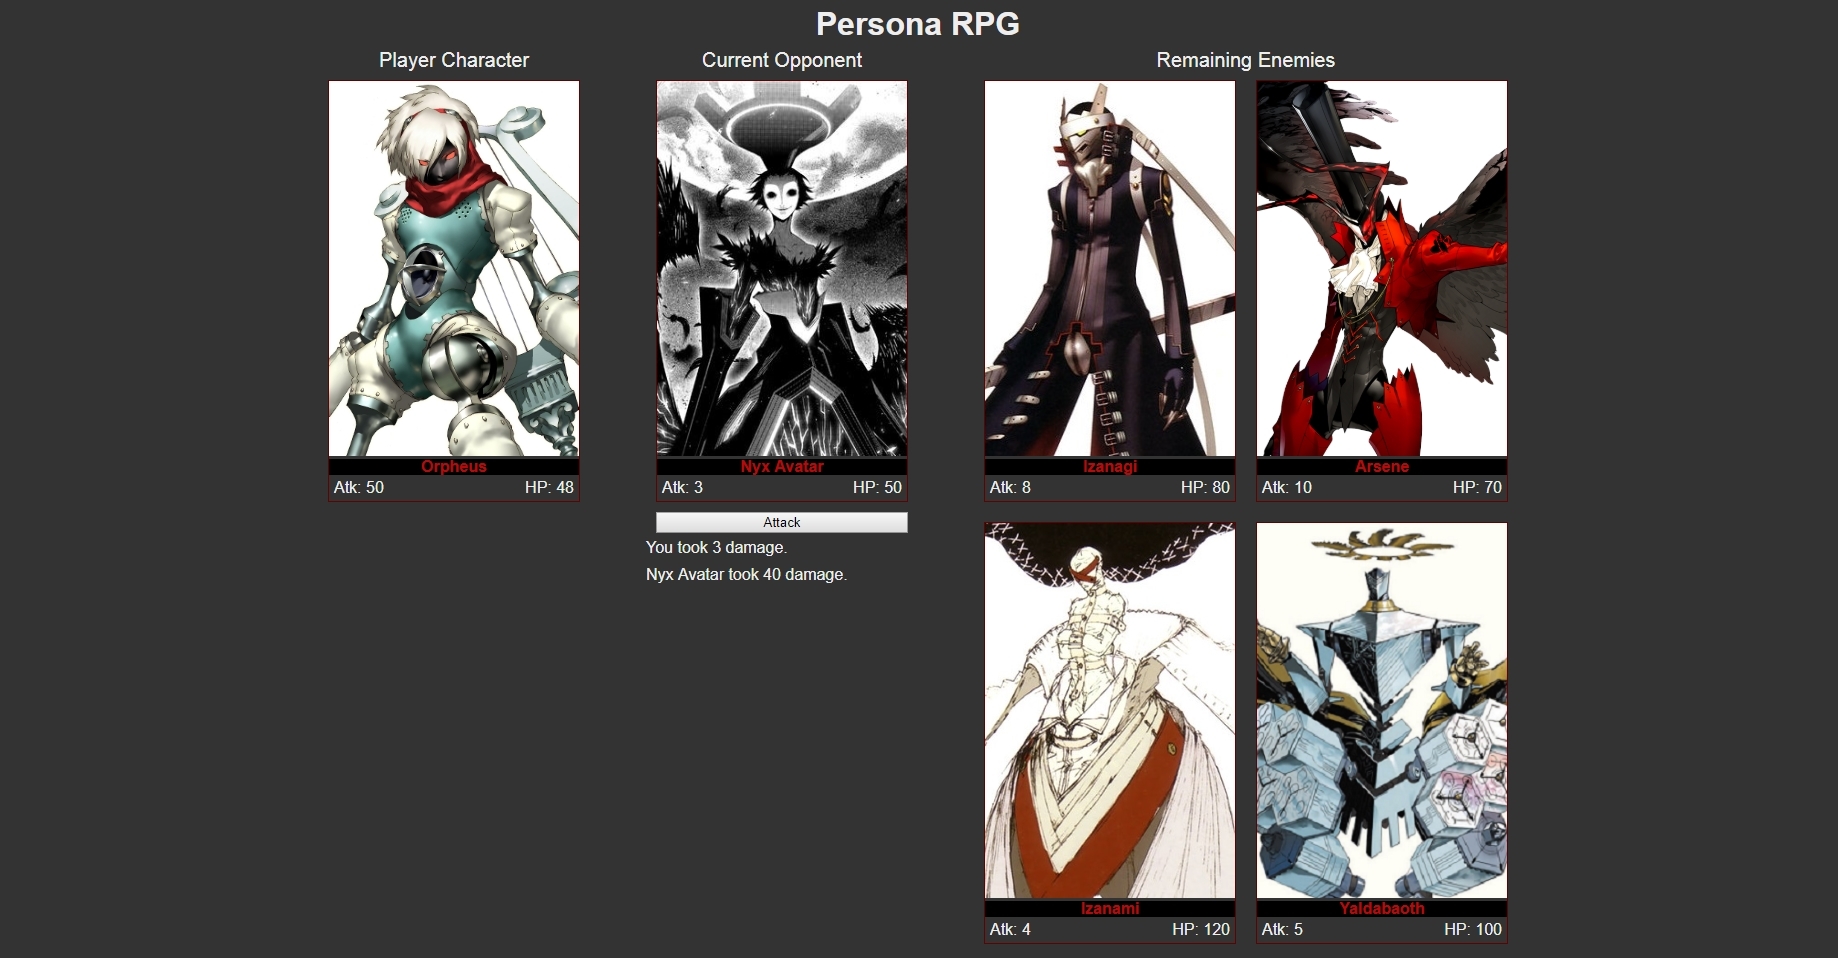 Persona RPG
Player Character
Current Opponent
Remaining Enemies
Orpheus
Atk: 50 HP: 48
Nyx Avatar
Atk: 3 HP: 50
Attack
You took 3 damage.
Nyx Avatar took 40 damage.
Izanagi
Atk: 8 HP: 80
Arsene
Atk: 10 HP: 70
Izanami
Atk: 4 HP: 120
Yaldabaoth
Atk: 5 HP: 100